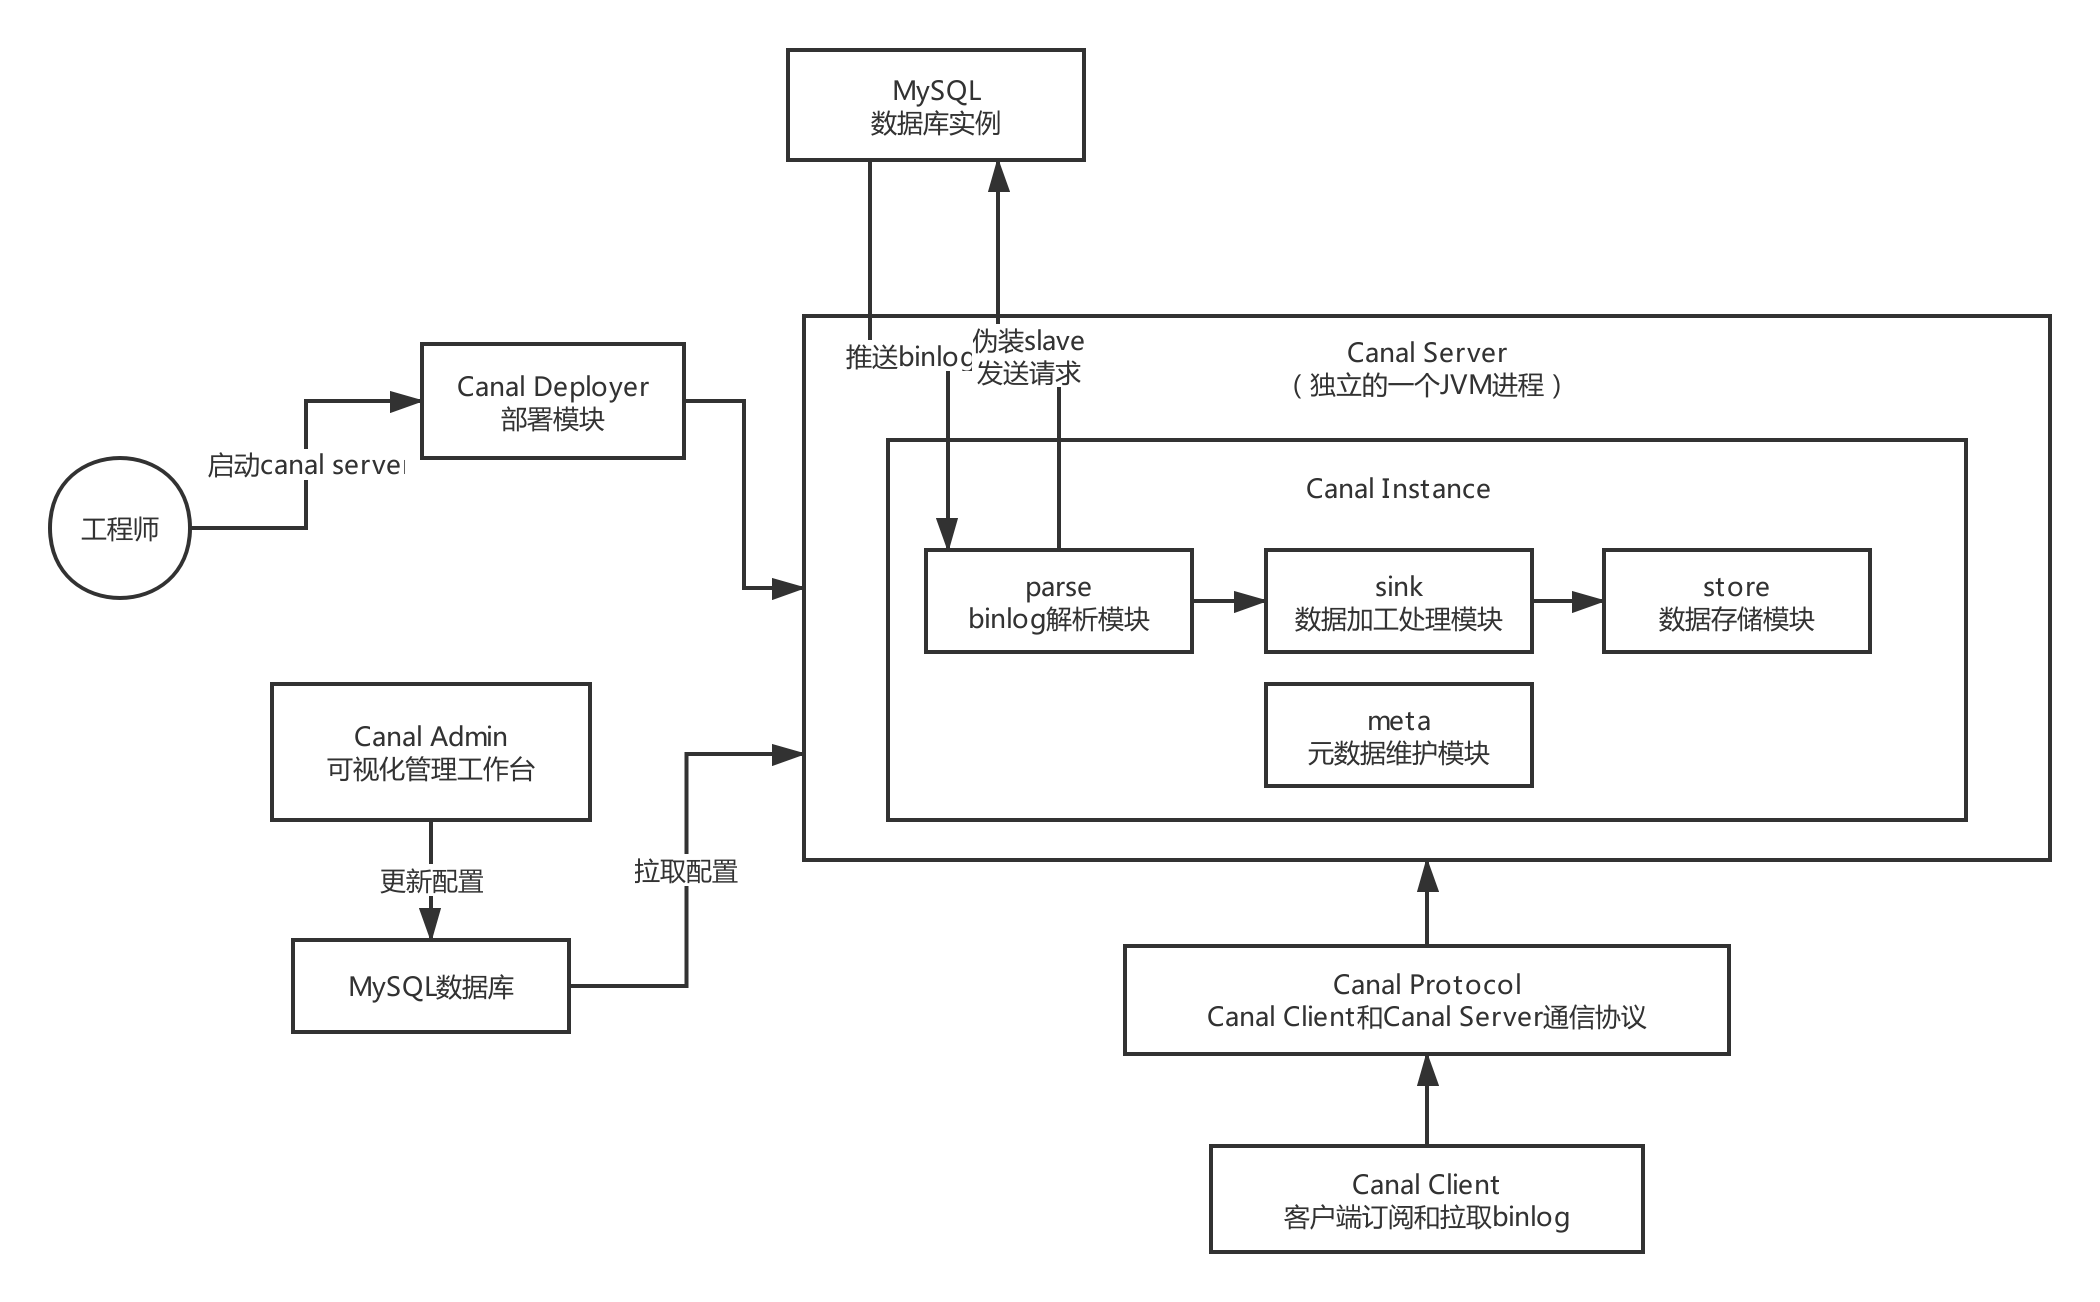 MySQL
数据库实例
推送binlog
伪装slave
发送请求
Canal Server
（独立的一个JVM进程）
Canal Deployer
部署模块
启动canal server
工程师
Canal Instance
parse
binlog解析模块
sink
数据加工处理模块
store
数据存储模块
meta
元数据维护模块
Canal Admin
可视化管理工作台
更新配置
拉取配置
MySQL数据库
Canal Protocol
Canal Client和Canal Server通信协议
Canal Client
客户端订阅和拉取binlog